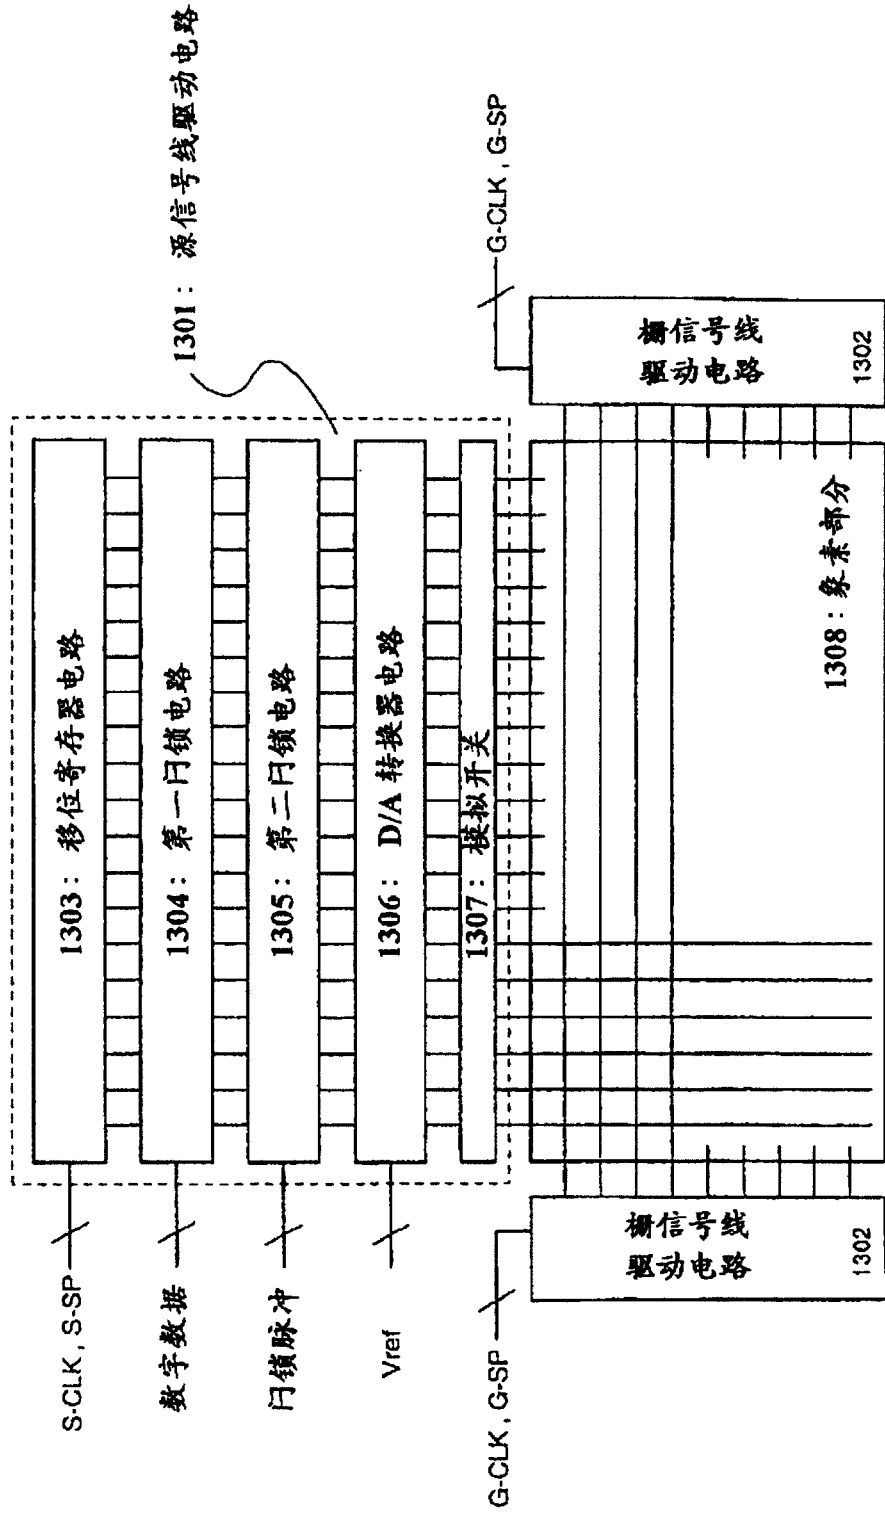 1301： 源信号线驱动电路
S-CLK, S-SP
1303： 移位寄存器电路
数字数据
1304： 第一闩锁电路
闩锁脉冲
1305： 第二闩锁电路
Vref
1306： D/A 转换器电路
1307： 模拟开关
G-CLK, G-SP
G-CLK, G-SP
栅信号线
驱动电路
1302
1308：象素部分
栅信号线
驱动电路
1302